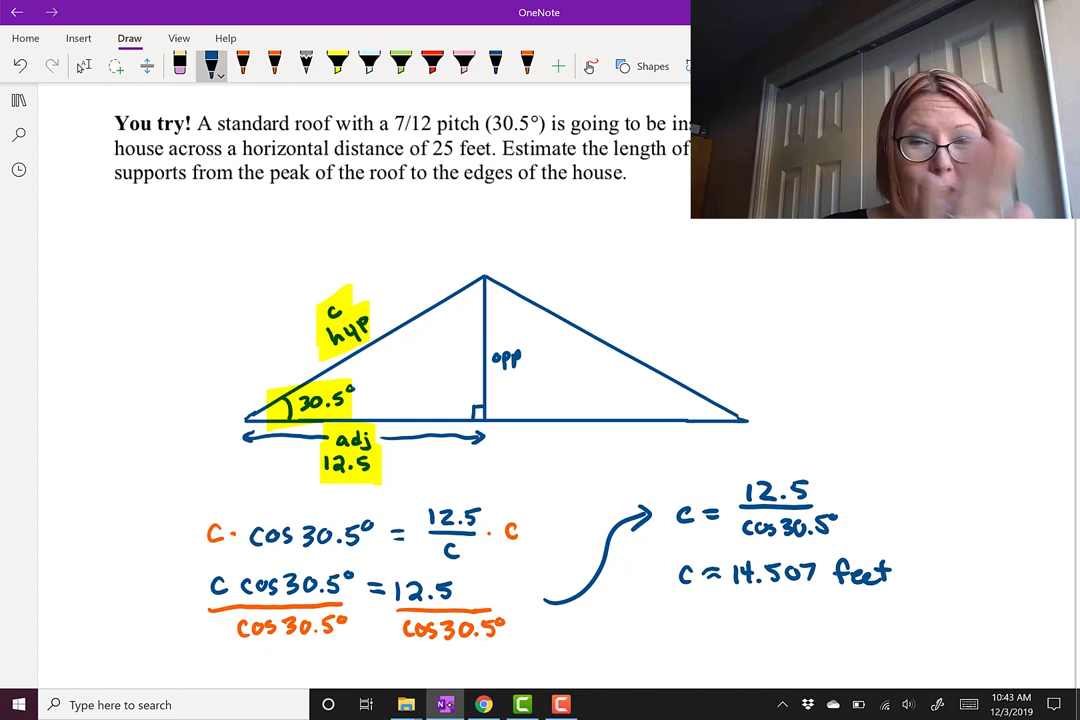 OneNote
Home Insert Draw View Help
Shapes
You try! A standard roof with a 7/12 pitch (30.5°) is going to be
house across a horizontal distance of 25 feet. Estimate the length of
supports from the peak of the roof to the edges of the house.
c
hyp
opp
30.5°
adj
12.5
c · cos 30.5° = 12.5/c · c
c cos 30.5° = 12.5
cos 30.5° cos 30.5°
c = 12.5/cos 30.5°
c ≈ 14.507 feet
Type here to search
10:43 AM
12/3/2019